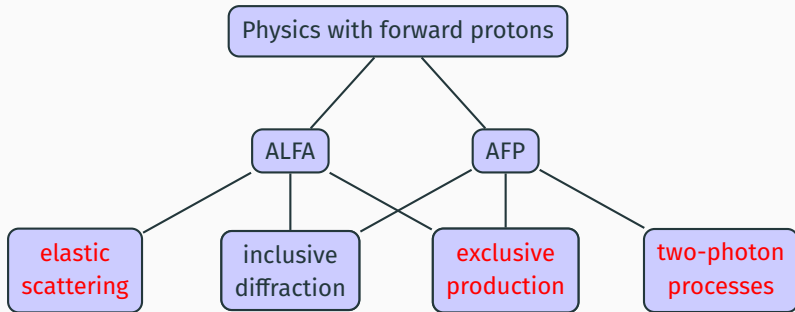 Physics with forward protons
ALFA
AFP
elastic
scattering
inclusive
diffraction
exclusive
production
two-photon
processes